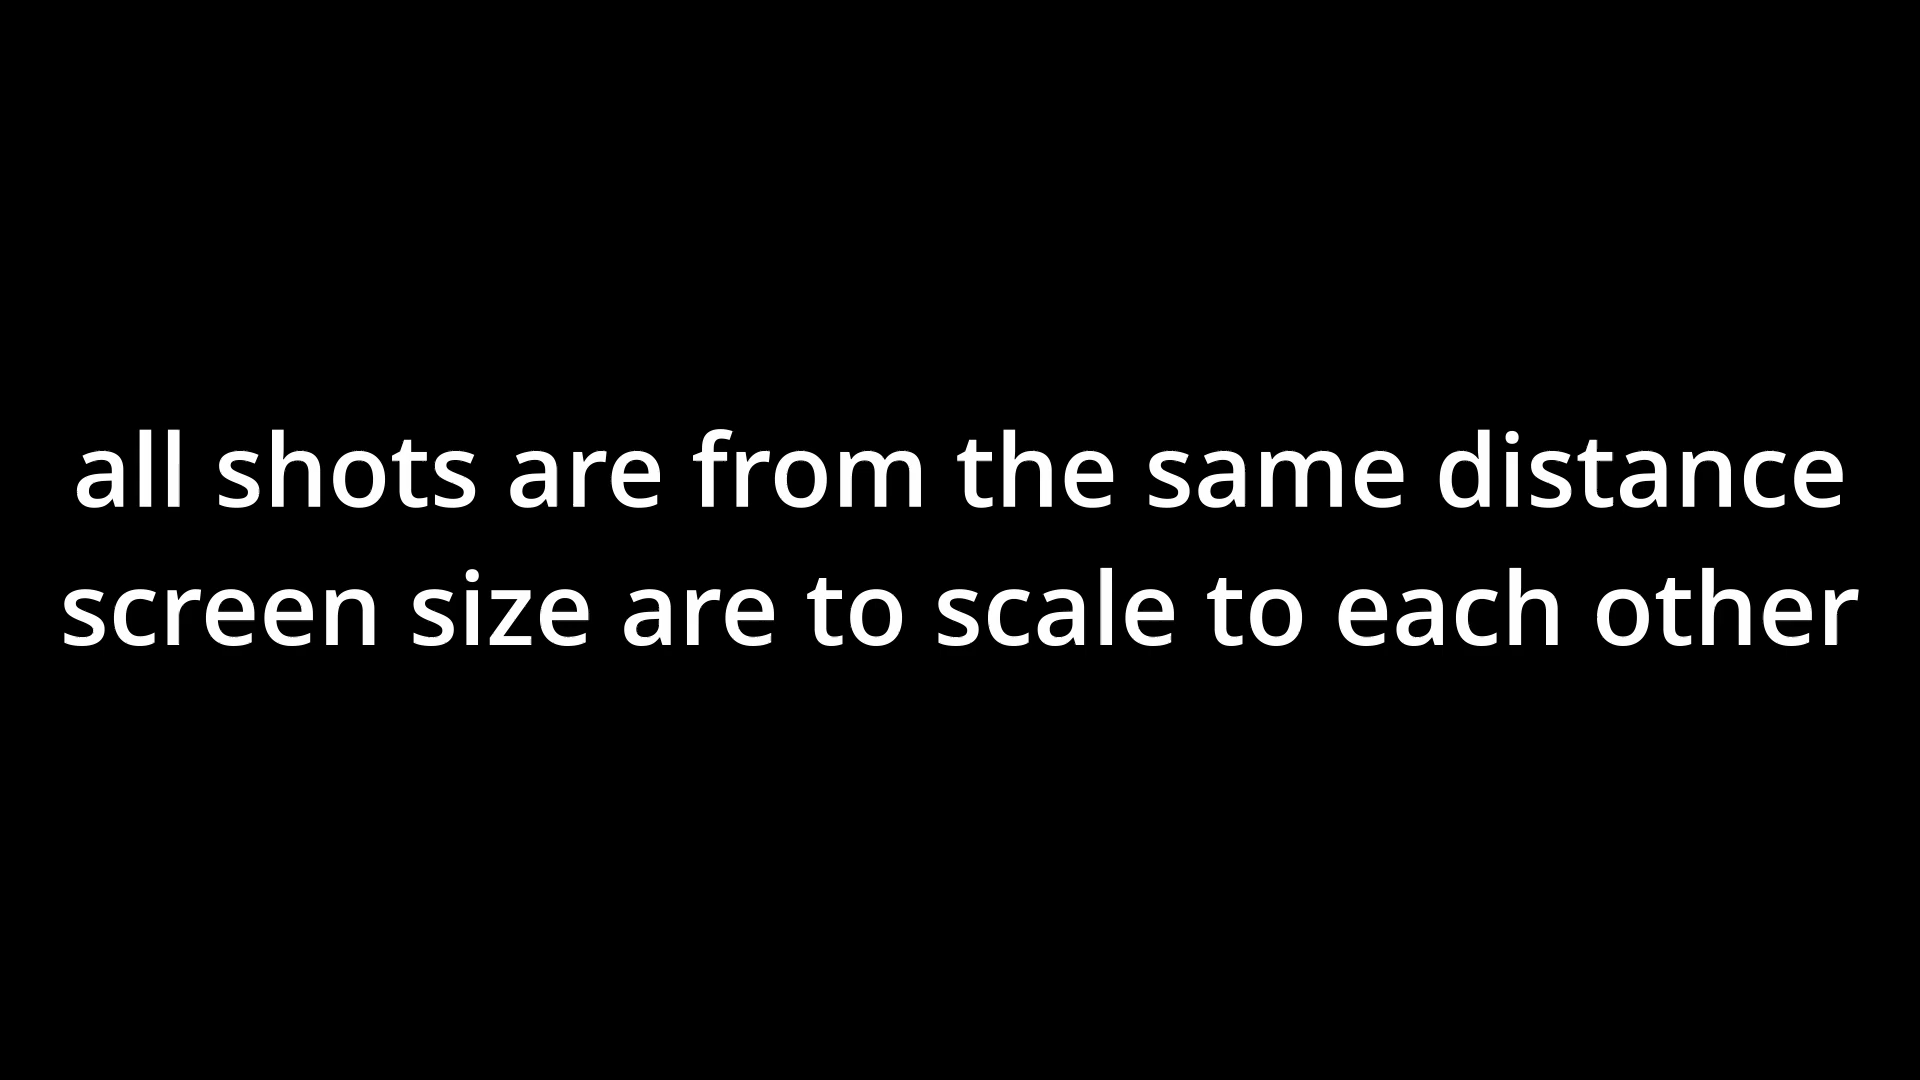 all shots are from the same distance
screen size are to scale to each other